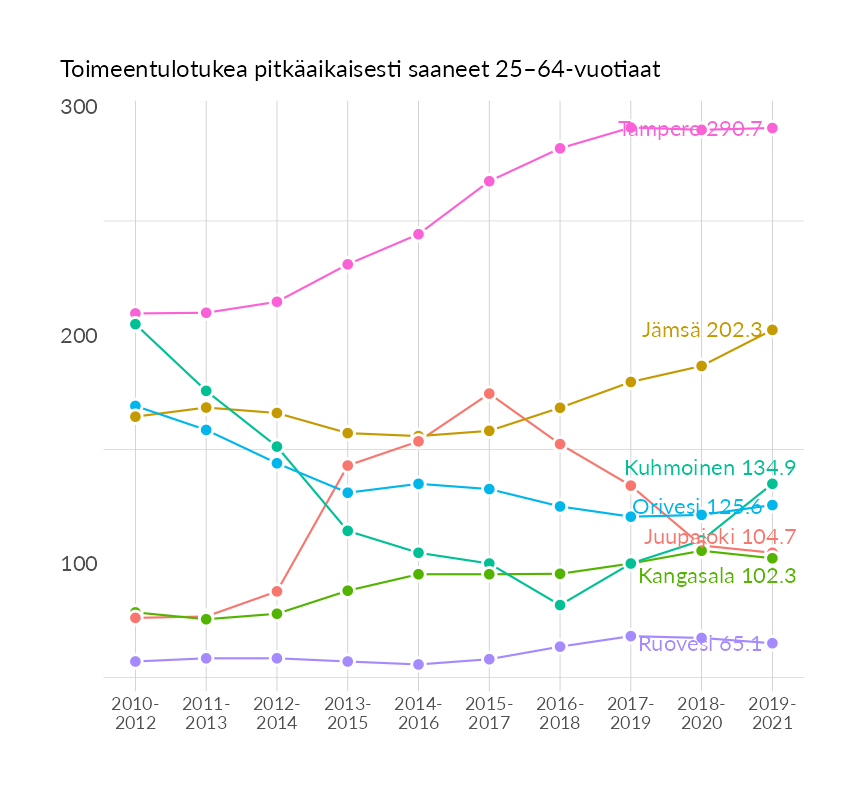 Toimeentulotukea pitkäaikaisesti saaneet 25–64-vuotiaat
300
Tampere 290.7
200
Jämsä 202.3
Kuhmoinen 134.9
Orivesi 125.6
Juupajoki 104.7
100
Kangasala 102.3
Ruovesi 65.1
2010- 2011- 2012- 2013- 2014- 2015- 2016- 2017- 2018- 2019-
2012 2013 2014 2015 2016 2017 2018 2019 2020 2021